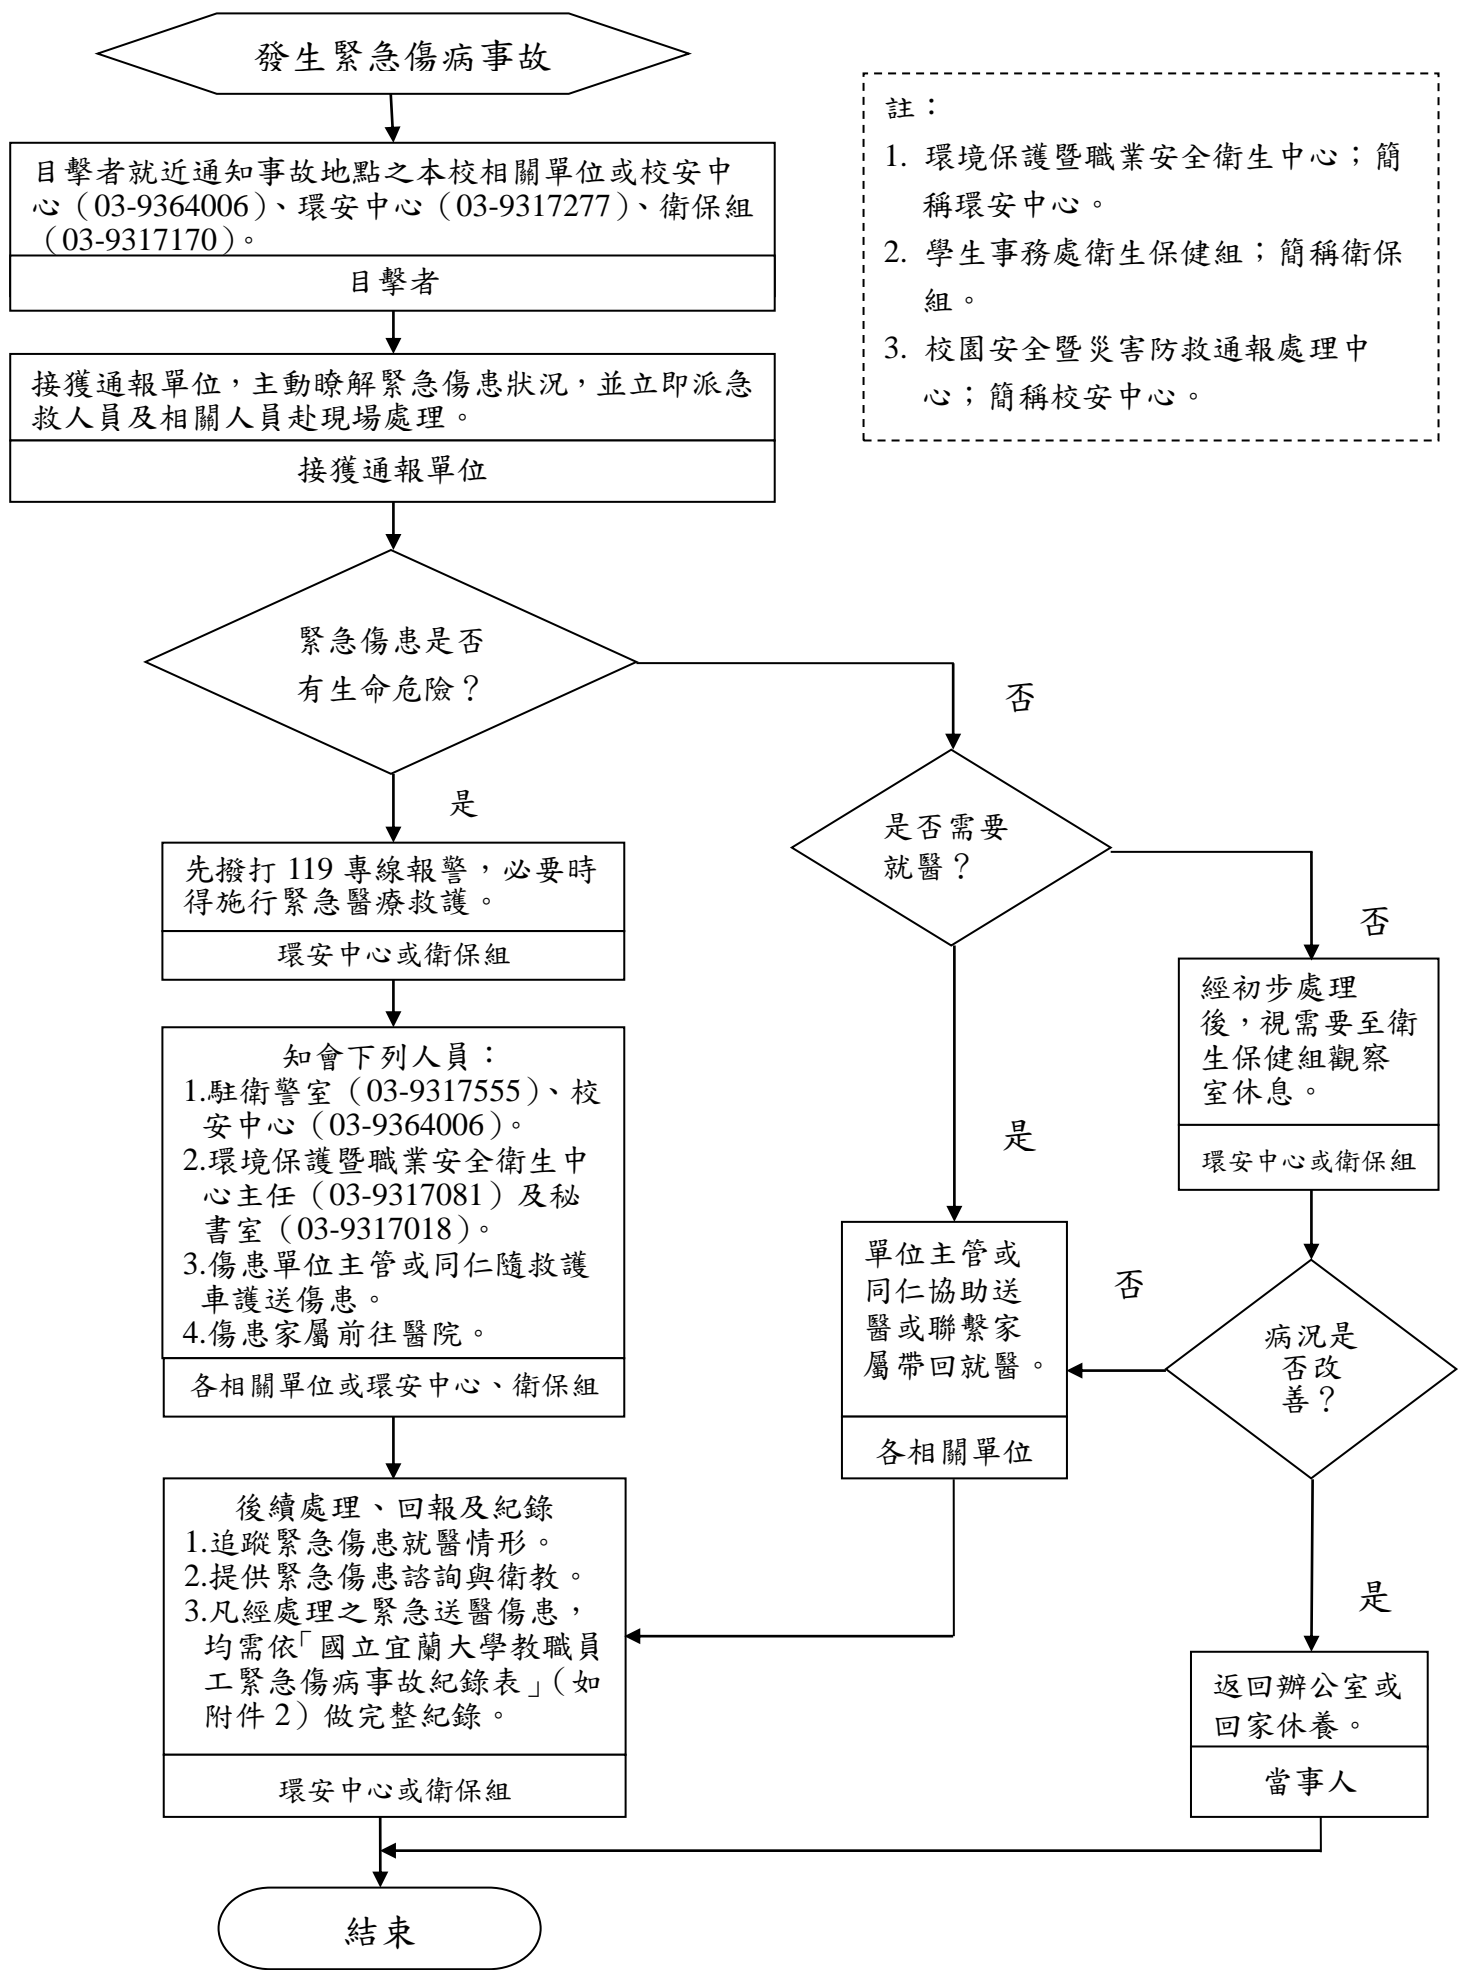 發生緊急傷病事故
目擊者就近通知事故地點之本校相關單位或校安中
心（03-9364006）、環安中心（03-9317277）、衛保組
（03-9317170）。
目擊者
註：
1. 環境保護暨職業安全衛生中心；簡
稱環安中心。
2. 學生事務處衛生保健組；簡稱衛保
組。
3. 校園安全暨災害防救通報處理中
心；簡稱校安中心。
接獲通報單位，主動瞭解緊急傷患狀況，並立即派急
救人員及相關人員赴現場處理。
接獲通報單位
緊急傷患是否
有生命危險？
否
是
是否需要
就醫？
先撥打 119 專線報警，必要時
得施行緊急醫療救護。
環安中心或衛保組
否
經初步處理
後，視需要至衛
生保健組觀察
室休息。
環安中心或衛保組
知會下列人員：
1.駐衛警室（03-9317555）、校
安中心（03-9364006）。
2.環境保護暨職業安全衛生中
心主任（03-9317081）及秘
書室（03-9317018）。
3.傷患單位主管或同仁隨救護
車護送傷患。
4.傷患家屬前往醫院。
各相關單位或環安中心、衛保組
是
單位主管或
同仁協助送
醫或聯繫家
屬帶回就醫。
各相關單位
否
病況是
否改
善？
後續處理、回報及紀錄
1.追蹤緊急傷患就醫情形。
2.提供緊急傷患諮詢與衛教。
3.凡經處理之緊急送醫傷患，
均需依「國立宜蘭大學教職員
工緊急傷病事故紀錄表」（如
附件 2）做完整紀錄。
環安中心或衛保組
是
返回辦公室或
回家休養。
當事人
結束